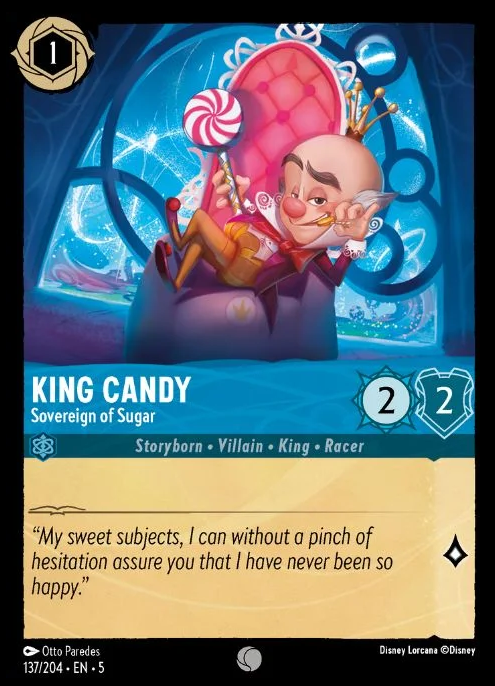 1
KING CANDY
Sovereign of Sugar
2 2
Storyborn • Villain • King • Racer
“My sweet subjects, I can without a pinch of
hesitation assure you that I have never been so
happy.”
Otto Paredes
Disney Lorcana ©Disney
137/204 • EN • 5